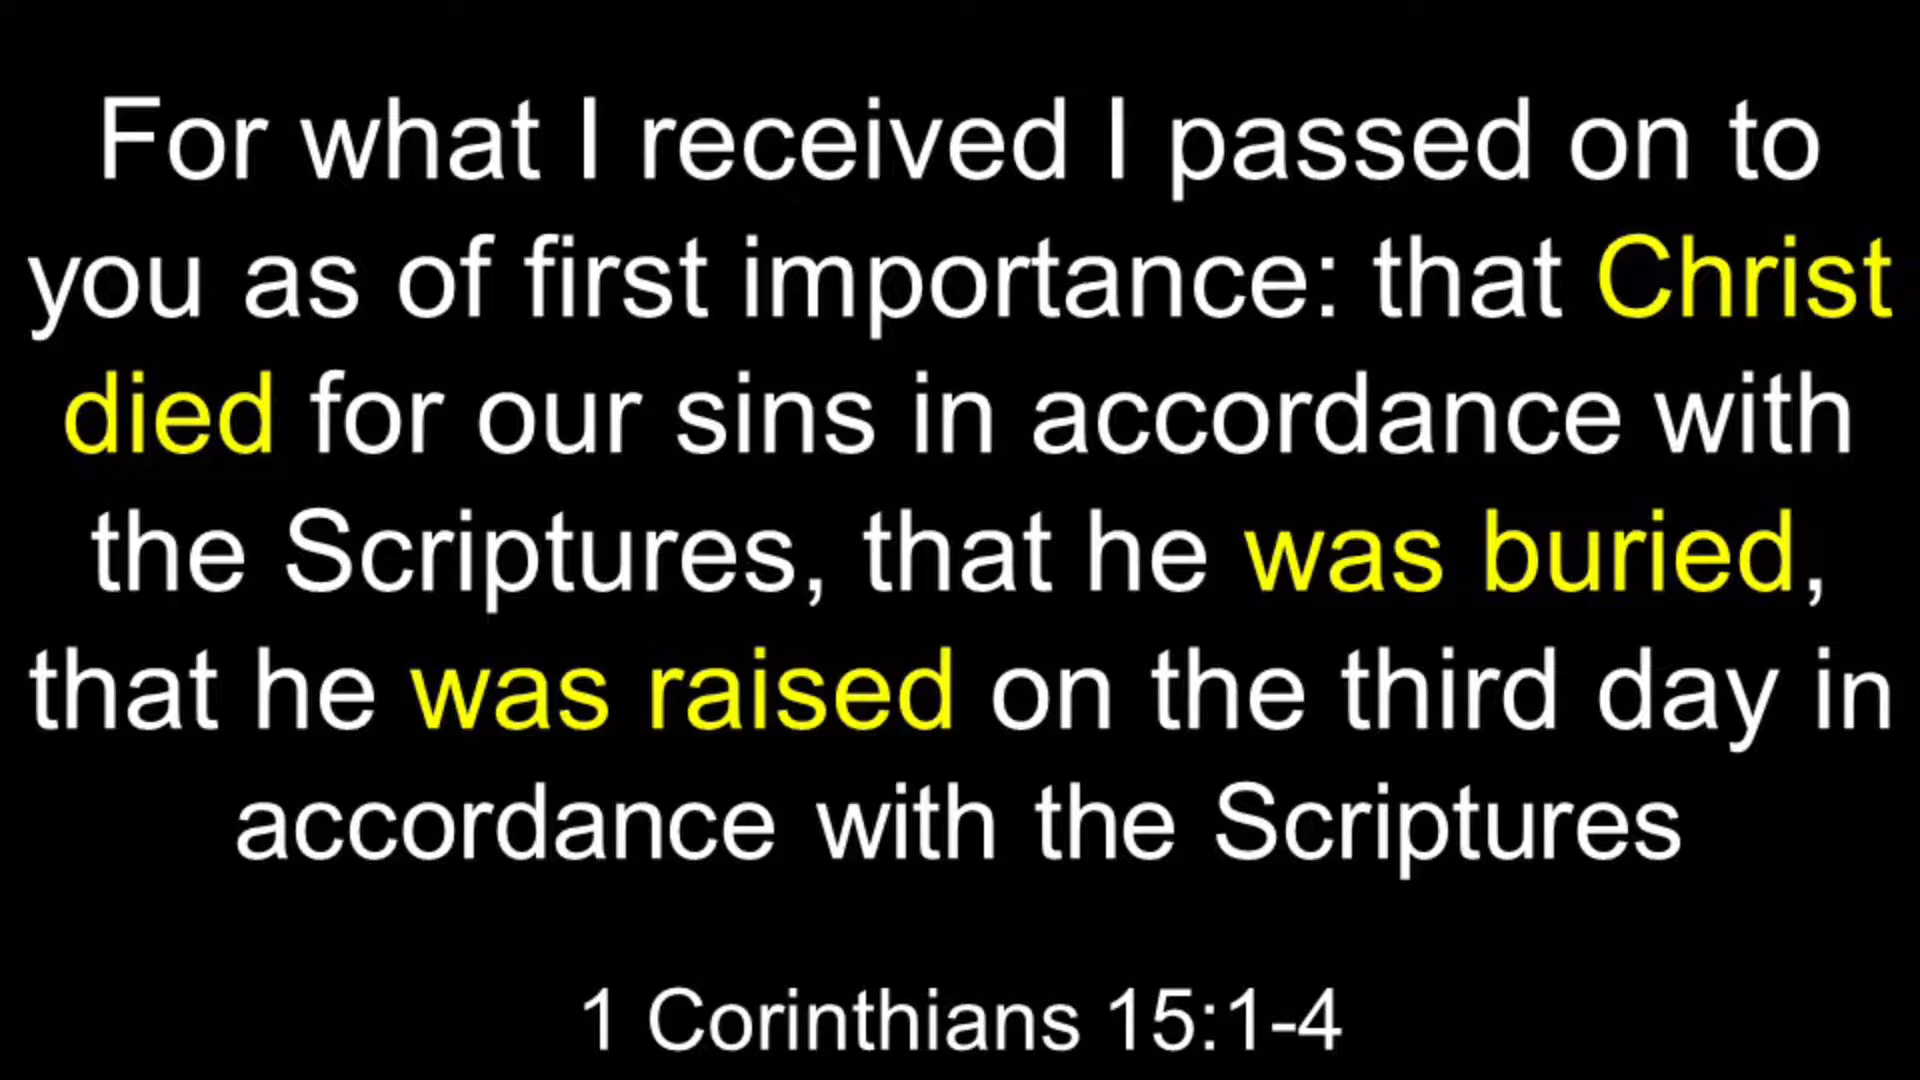 For what I received I passed on to
you as of first importance: that Christ
died for our sins in accordance with
the Scriptures, that he was buried,
that he was raised on the third day in
accordance with the Scriptures
1 Corinthians 15:1-4